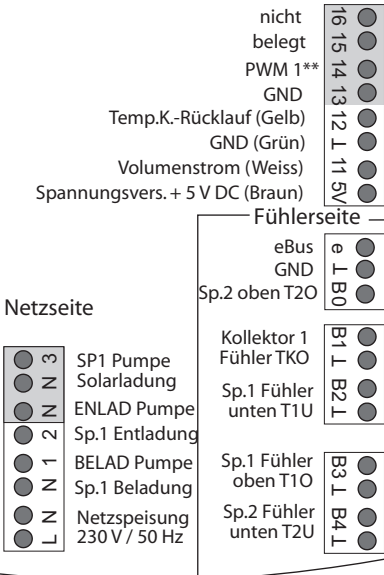 nicht 16
belegt 15
PWM 1** 14
GND 13
Temp.K.-Rücklauf (Gelb) 12
GND (Grün) ⊥
Volumenstrom (Weiss) 11
Spannungsvers. + 5 V DC (Braun) 5V
Fühlerseite
eBus e
GND ⊥
Sp.2 oben T2O B0
Netzseite
Kollektor 1 B1
Fühler TKO ⊥
Sp.1 Fühler B2
unten T1U ⊥
Sp.1 Fühler B3
oben T1O ⊥
Sp.2 Fühler B4
unten T2U ⊥
3 SP1 Pumpe
N Solarladung
N ENLAD Pumpe
2 Sp.1 Entladung
1 BELAD Pumpe
N Sp.1 Beladung
N Netzspeisung
L 230 V / 50 Hz